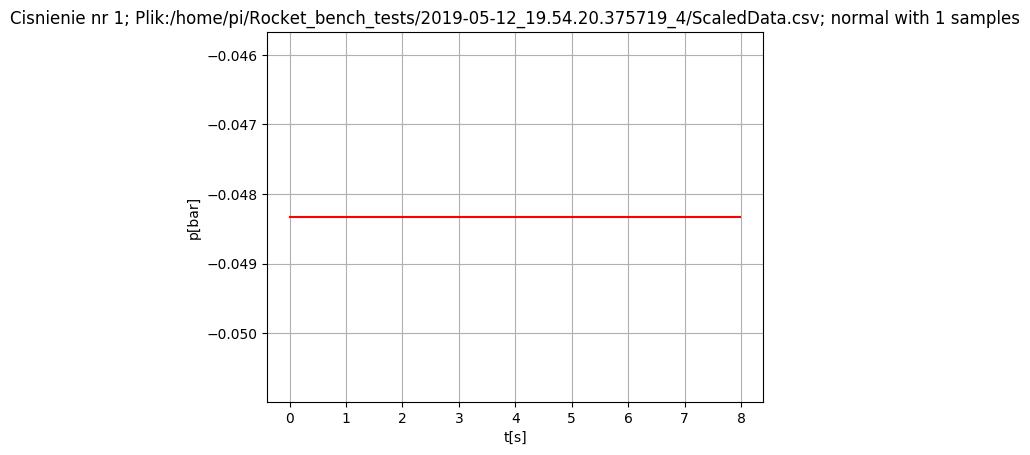 Cisnienie nr 1; Plik:/home/pi/Rocket_bench_tests/2019-05-12_19.54.20.375719_4/ScaledData.csv; normal with 1 samples
−0.046
−0.047
−0.048
−0.049
−0.050
p[bar]
0 1 2 3 4 5 6 7 8
t[s]